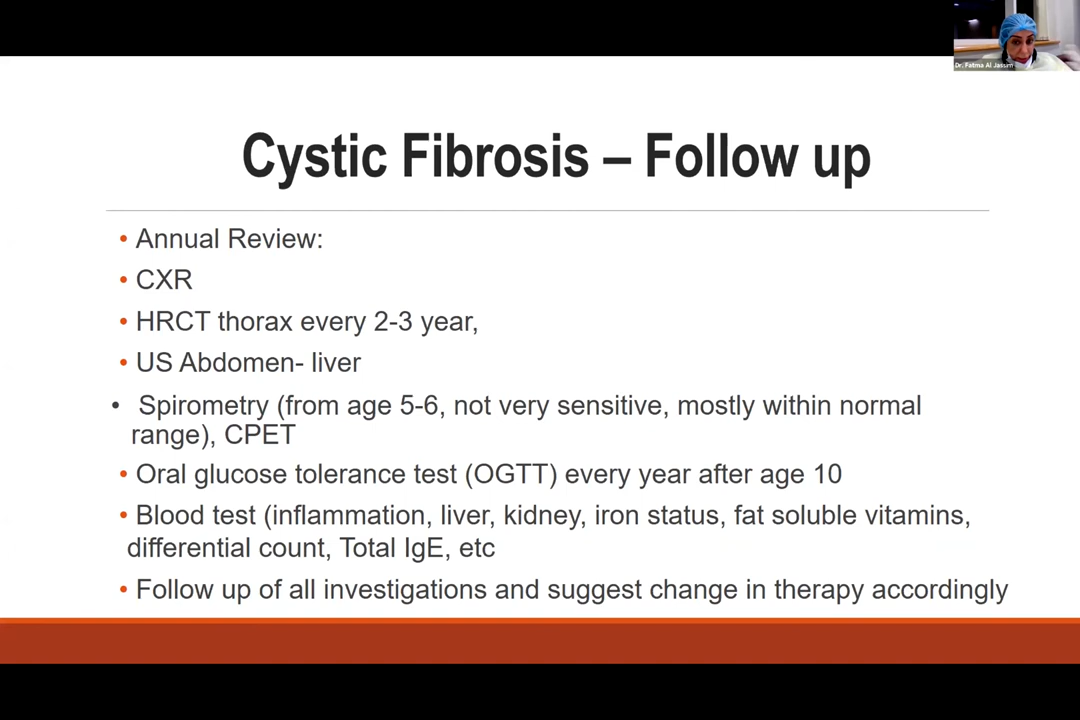 Dr. Fatma Al Jassim
Cystic Fibrosis – Follow up
• Annual Review:
• CXR
• HRCT thorax every 2-3 year,
• US Abdomen- liver
• Spirometry (from age 5-6, not very sensitive, mostly within normal
range), CPET
• Oral glucose tolerance test (OGTT) every year after age 10
• Blood test (inflammation, liver, kidney, iron status, fat soluble vitamins,
differential count, Total IgE, etc
• Follow up of all investigations and suggest change in therapy accordingly